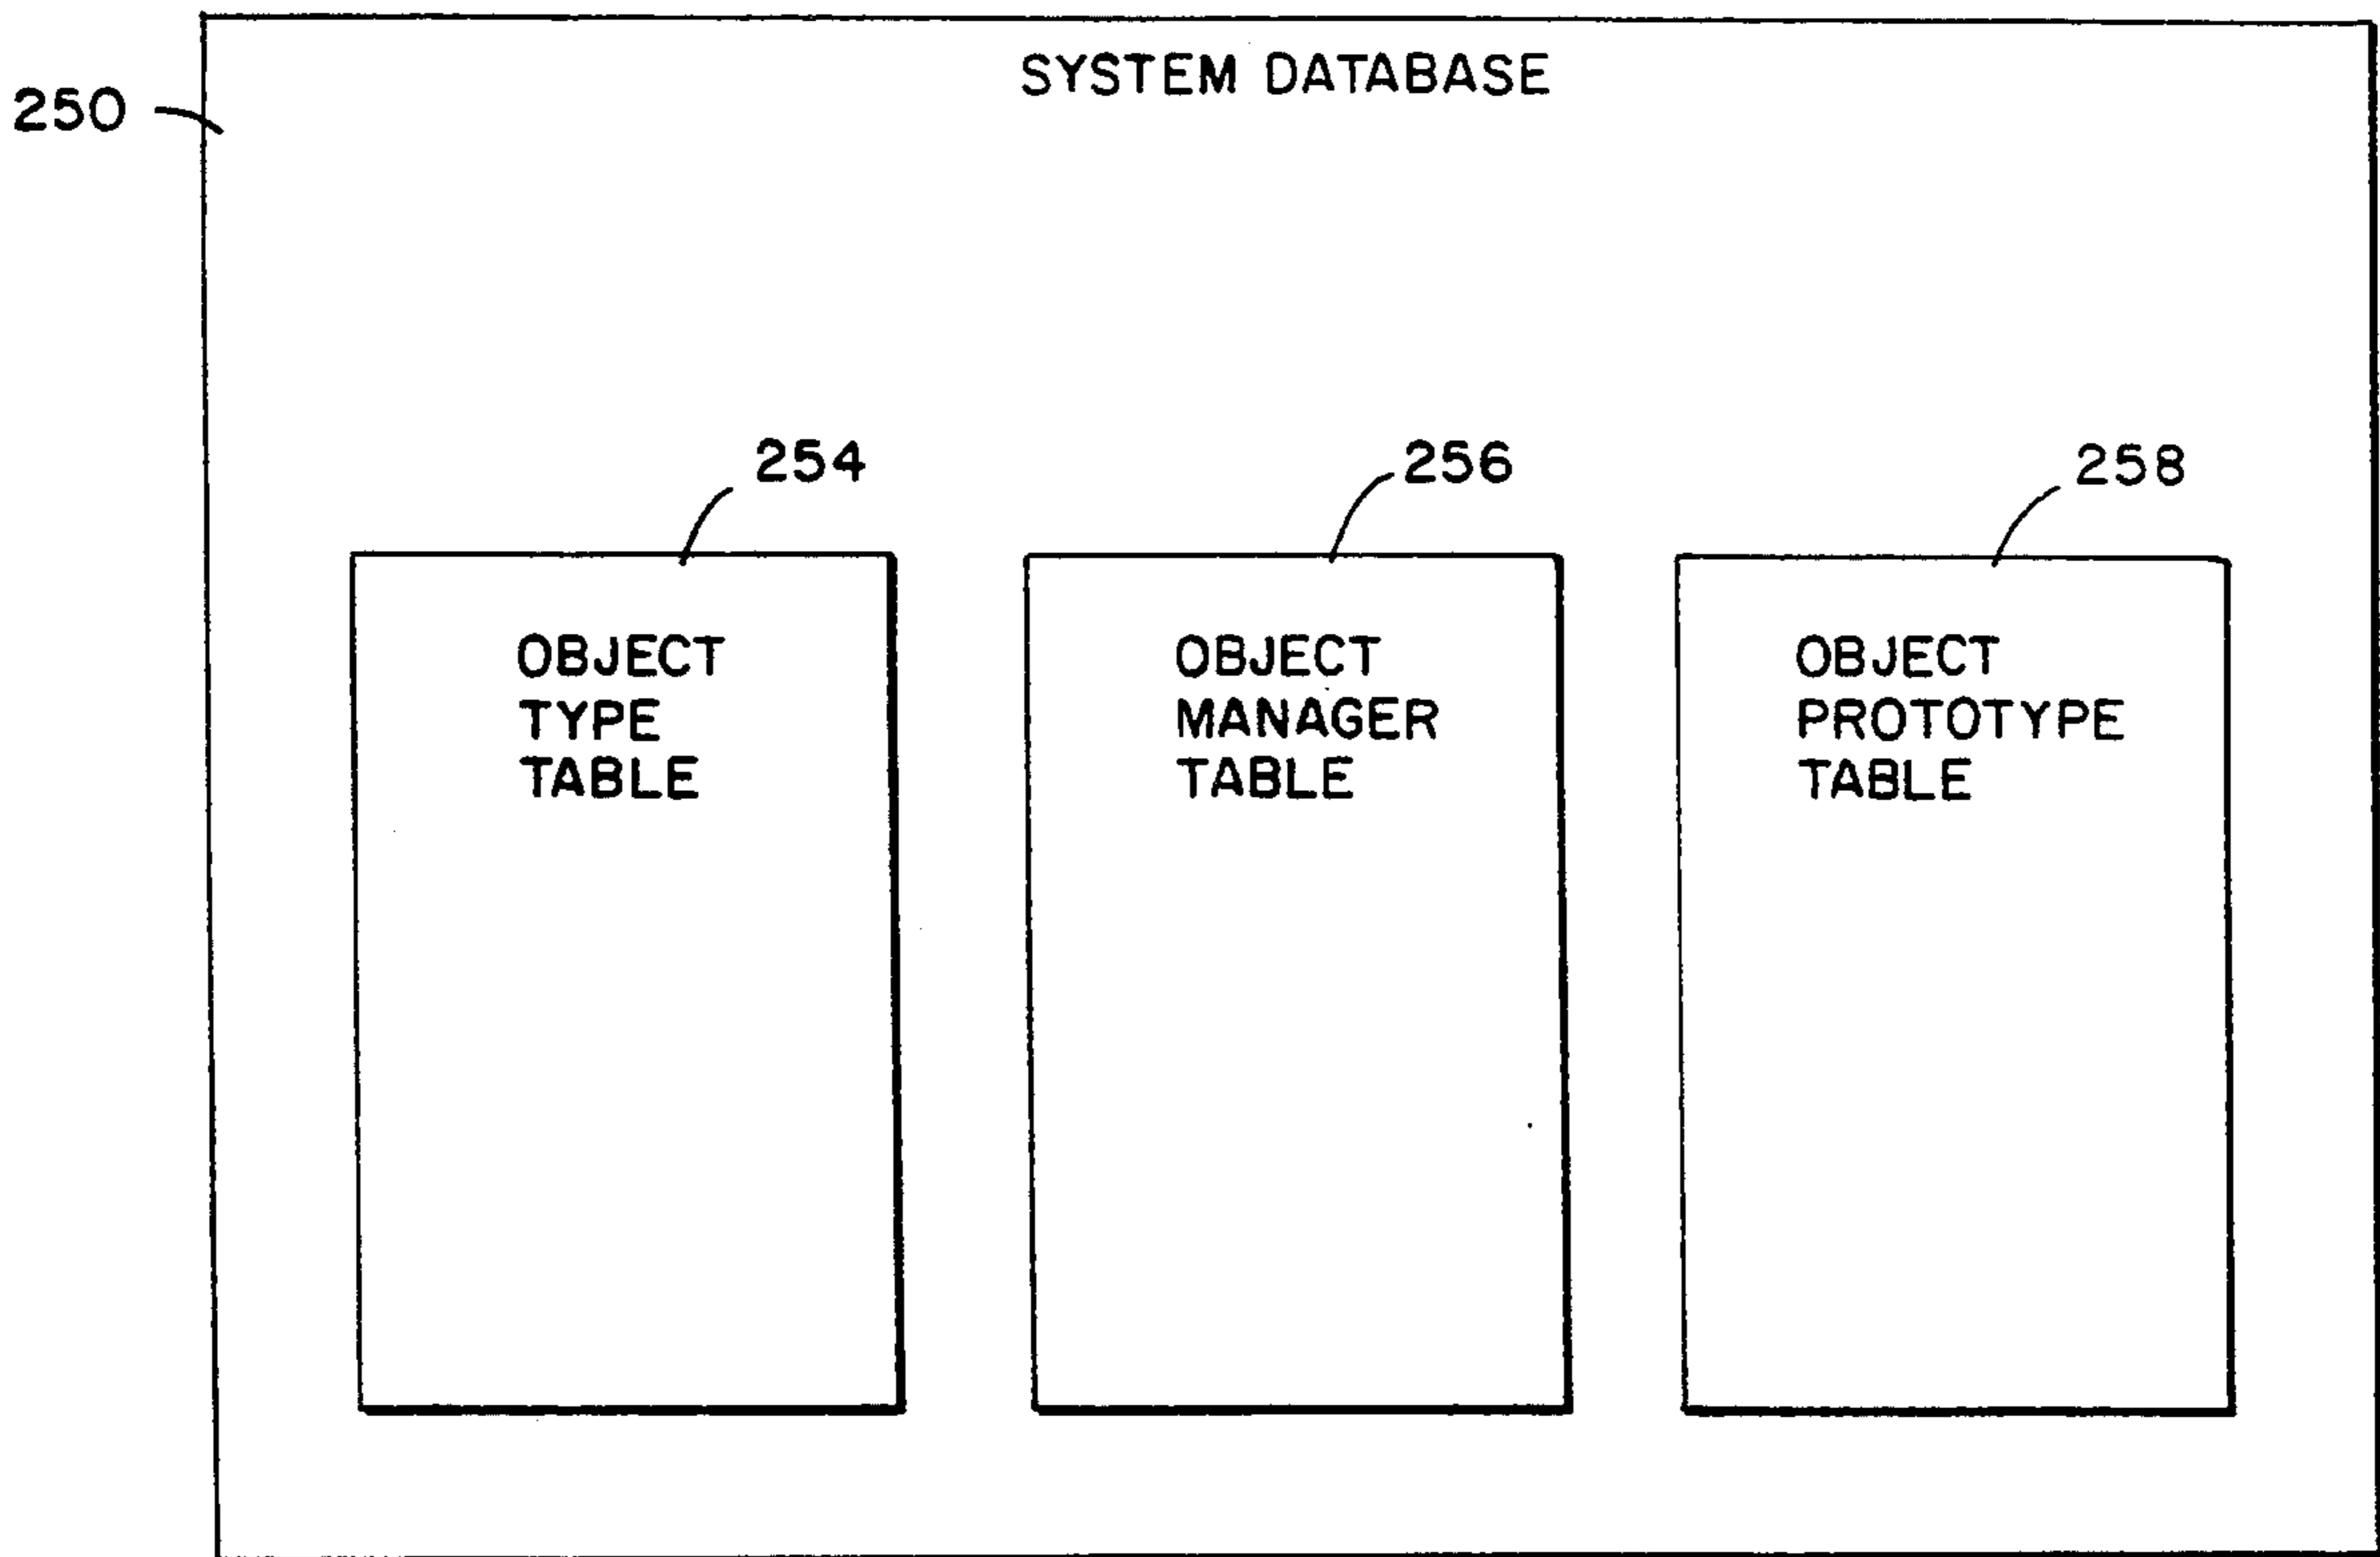 SYSTEM DATABASE
250
254
256
258
OBJECT
TYPE
TABLE
OBJECT
MANAGER
TABLE
OBJECT
PROTOTYPE
TABLE